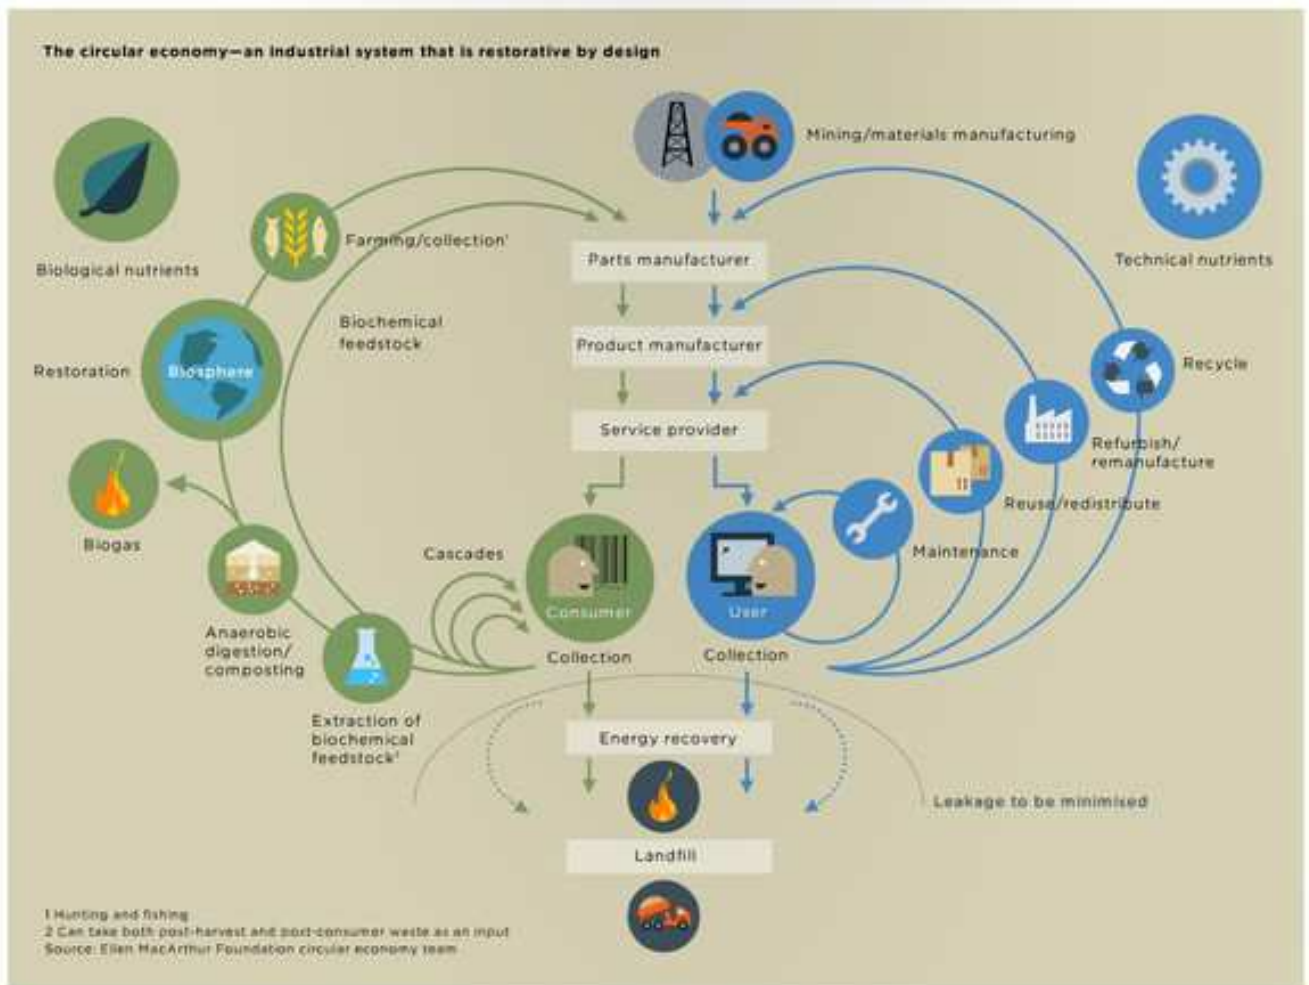 The circular economy—an industrial system that is restorative by design
Mining/materials manufacturing
Biological nutrients
Farming/collection¹
Technical nutrients
Parts manufacturer
Biochemical
feedstock
Product manufacturer
Restoration
Biosphere
Recycle
Service provider
Refurbish/
remanufacture
Reuse/redistribute
Biogas
Cascades
Maintenance
Consumer
User
Anaerobic
digestion/
composting
Collection
Collection
Extraction of
biochemical
feedstock²
Energy recovery
Leakage to be minimised
Landfill
1 Hunting and fishing
2 Can take both post-harvest and post-consumer waste as an input
Source: Ellen MacArthur Foundation circular economy team